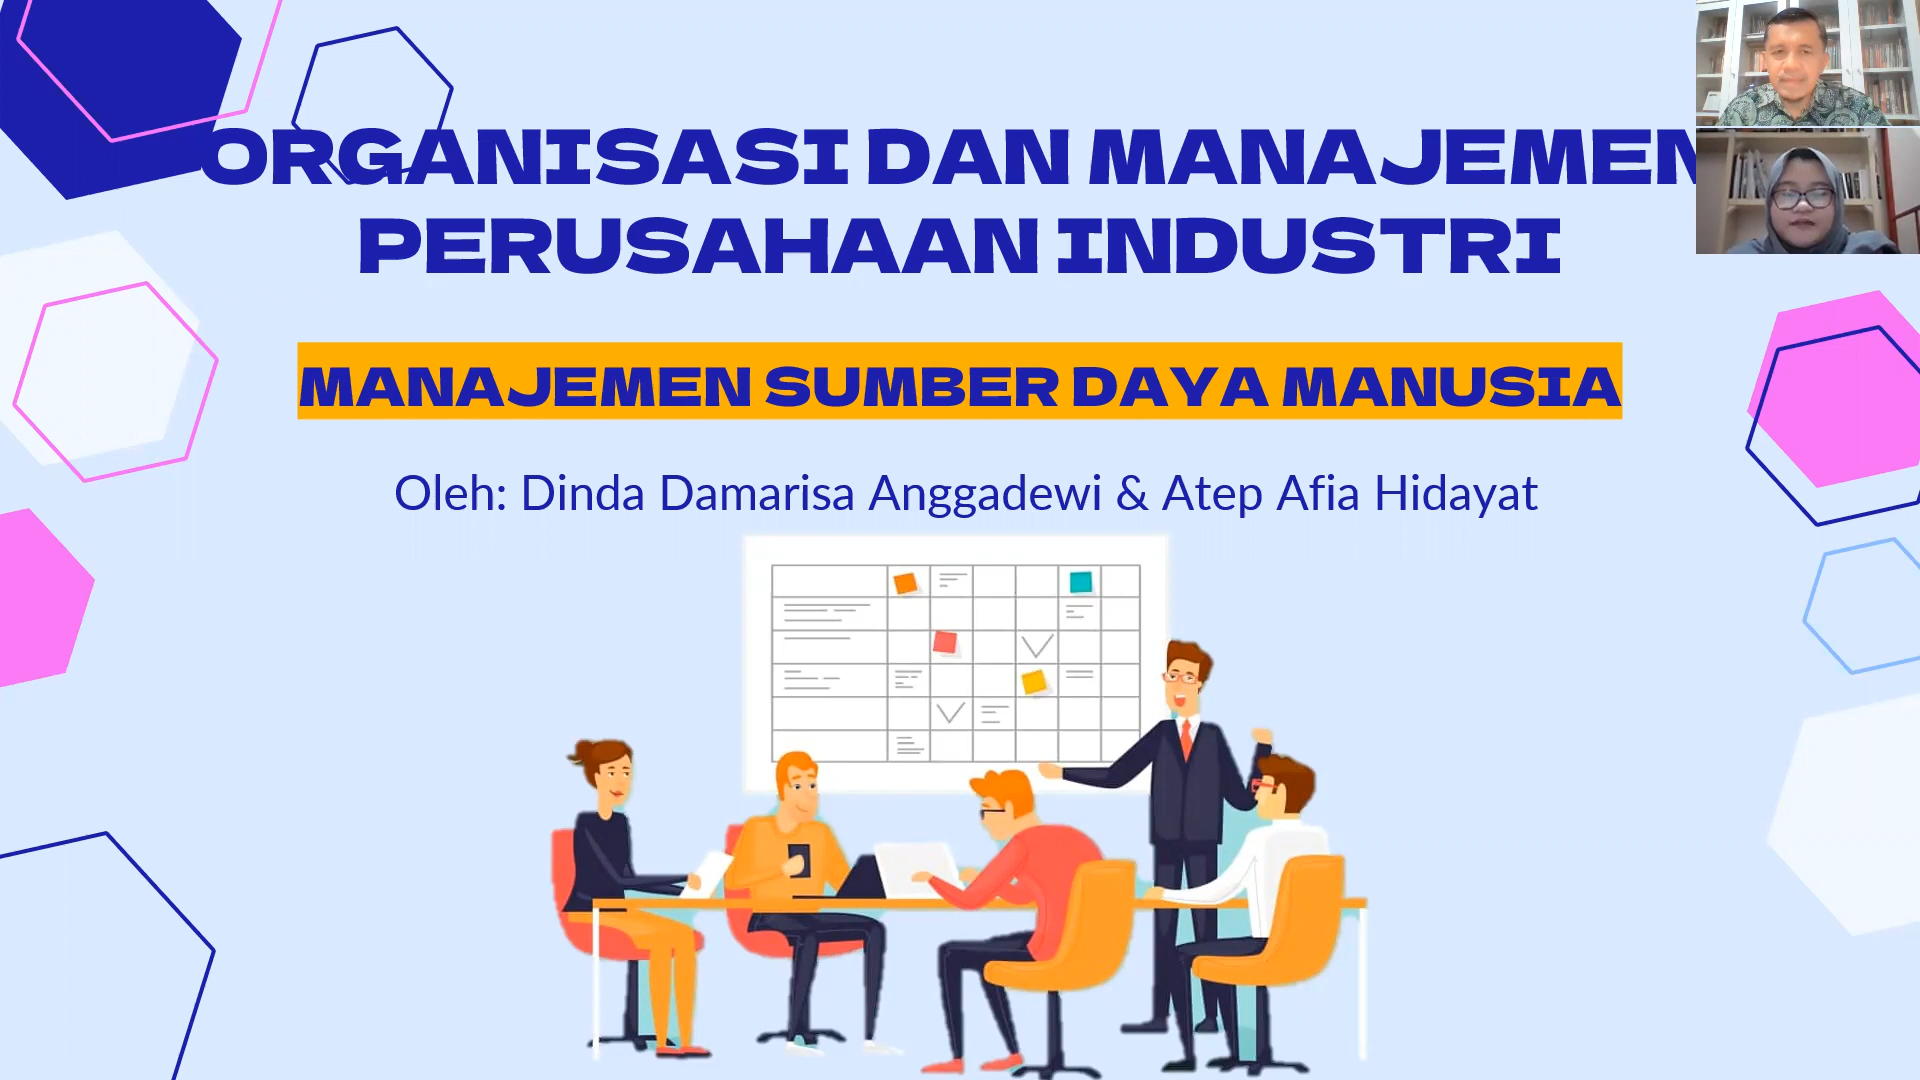 ORGANISASI DAN MANAJEMEN
PERUSAHAAN INDUSTRI
MANAJEMEN SUMBER DAYA MANUSIA
Oleh: Dinda Damarisa Anggadewi & Atep Afia Hidayat